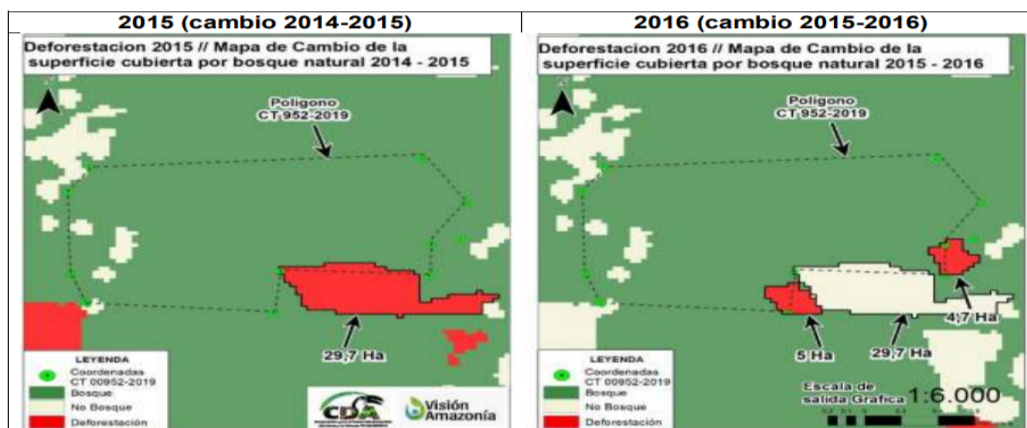 2015 (cambio 2014-2015)
Deforestacion 2015 // Mapa de Cambio de la
superficie cubierta por bosque natural 2014 - 2015
Poligono
CT 952-2019
29,7 Ha
LEYENDA
Coordenadas
CT 00952-2019
Bosque
No Bosque
Deforestación
CDA
Visión
Amazonía
2016 (cambio 2015-2016)
Deforestacion 2016 // Mapa de Cambio de la
superficie cubierta por bosque natural 2015 - 2016
Poligono
CT 952-2019
4,7 Ha
5 Ha
29,7 Ha
LEYENDA
Coordenadas
CT 00952-2019
Bosque
No Bosque
Deforestación
Escala de
salida Grafica 1:6.000